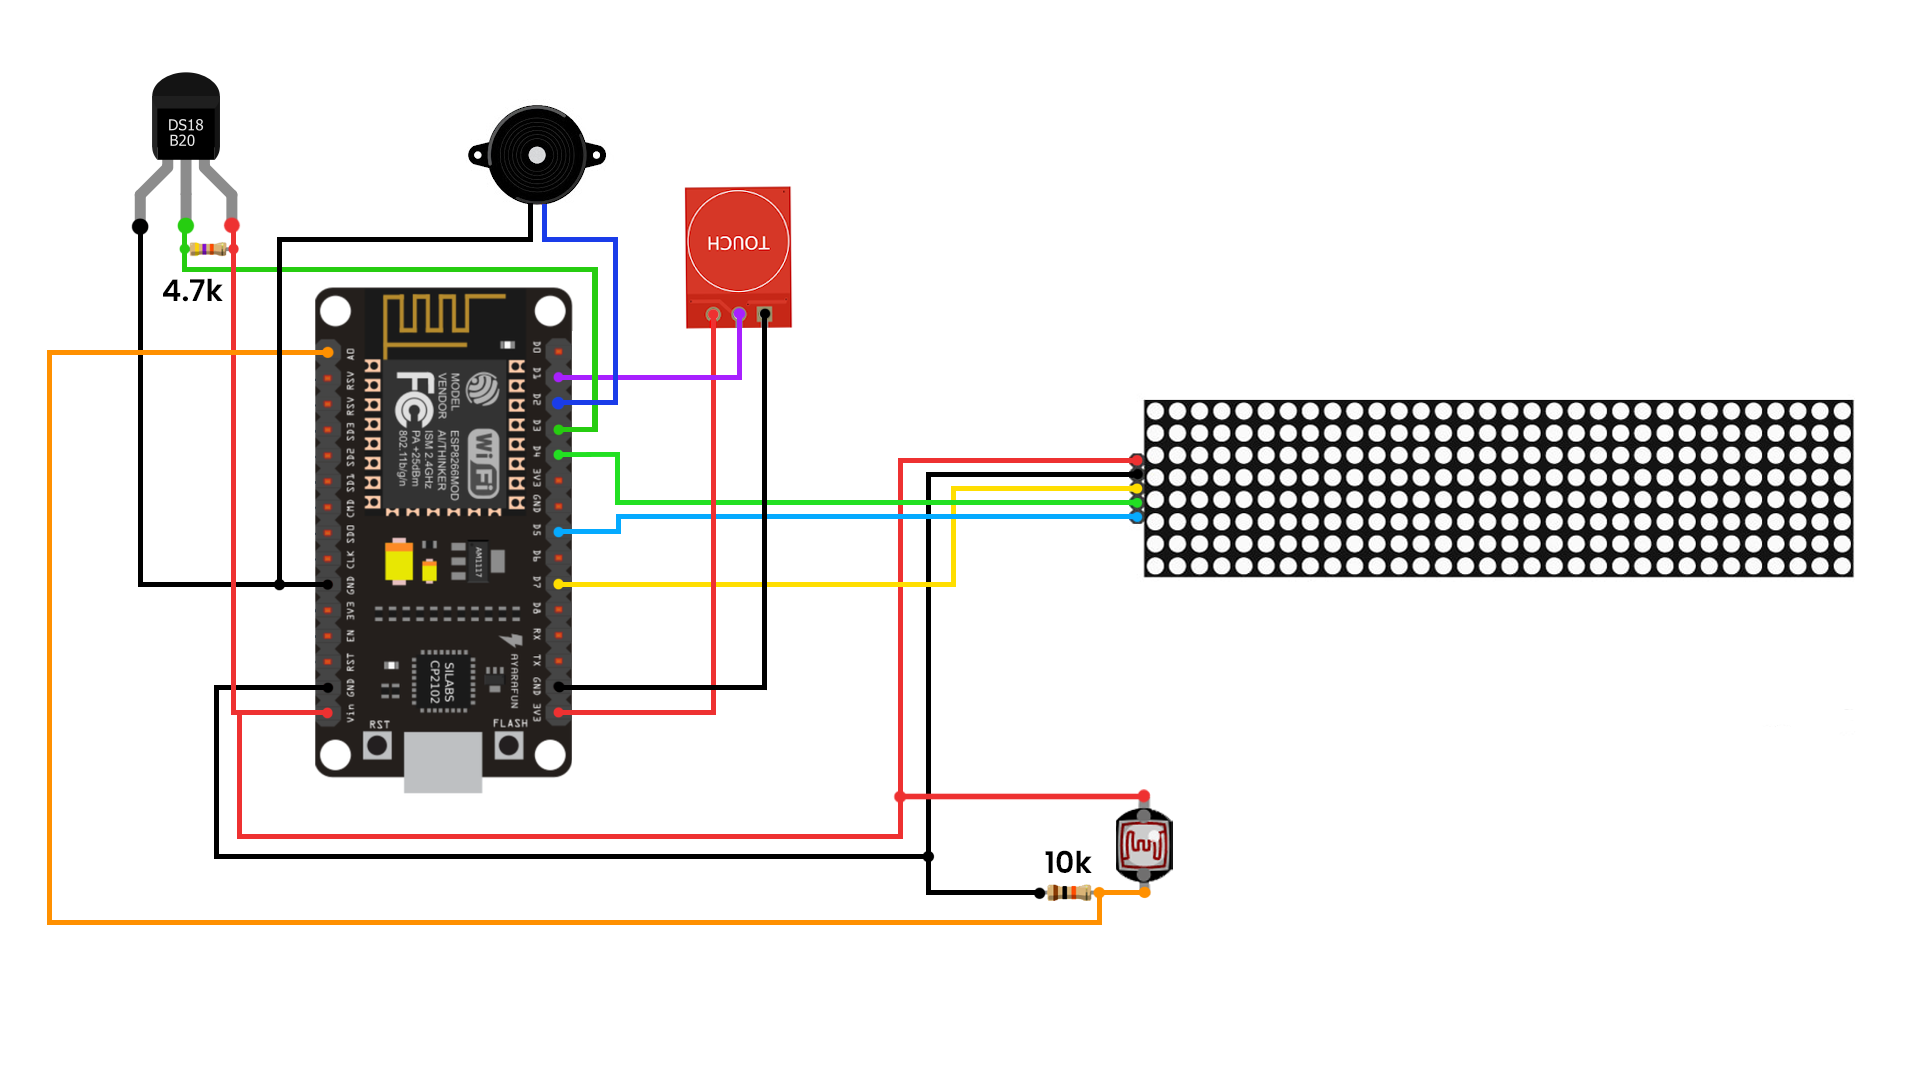 DS18
B20
4.7k
TOUCH
A0
RSV
RSV
SD3
SD2
SD1
CMD
SD0
CLK
GND
3V3
EN
RST
GND
Vin
D0
D1
D2
D3
D4
3V3
GND
D5
D6
D7
D8
RX
TX
GND
3V3
FC
MODEL
VENDOR
ESP8266MOD
AI/THINKER
ISM 2.4GHz
PA +25dBm
802.11b/g/n
Wi Fi
AM1117
SILABS
CP2102
AYARAFUN
RST
FLASH
10k